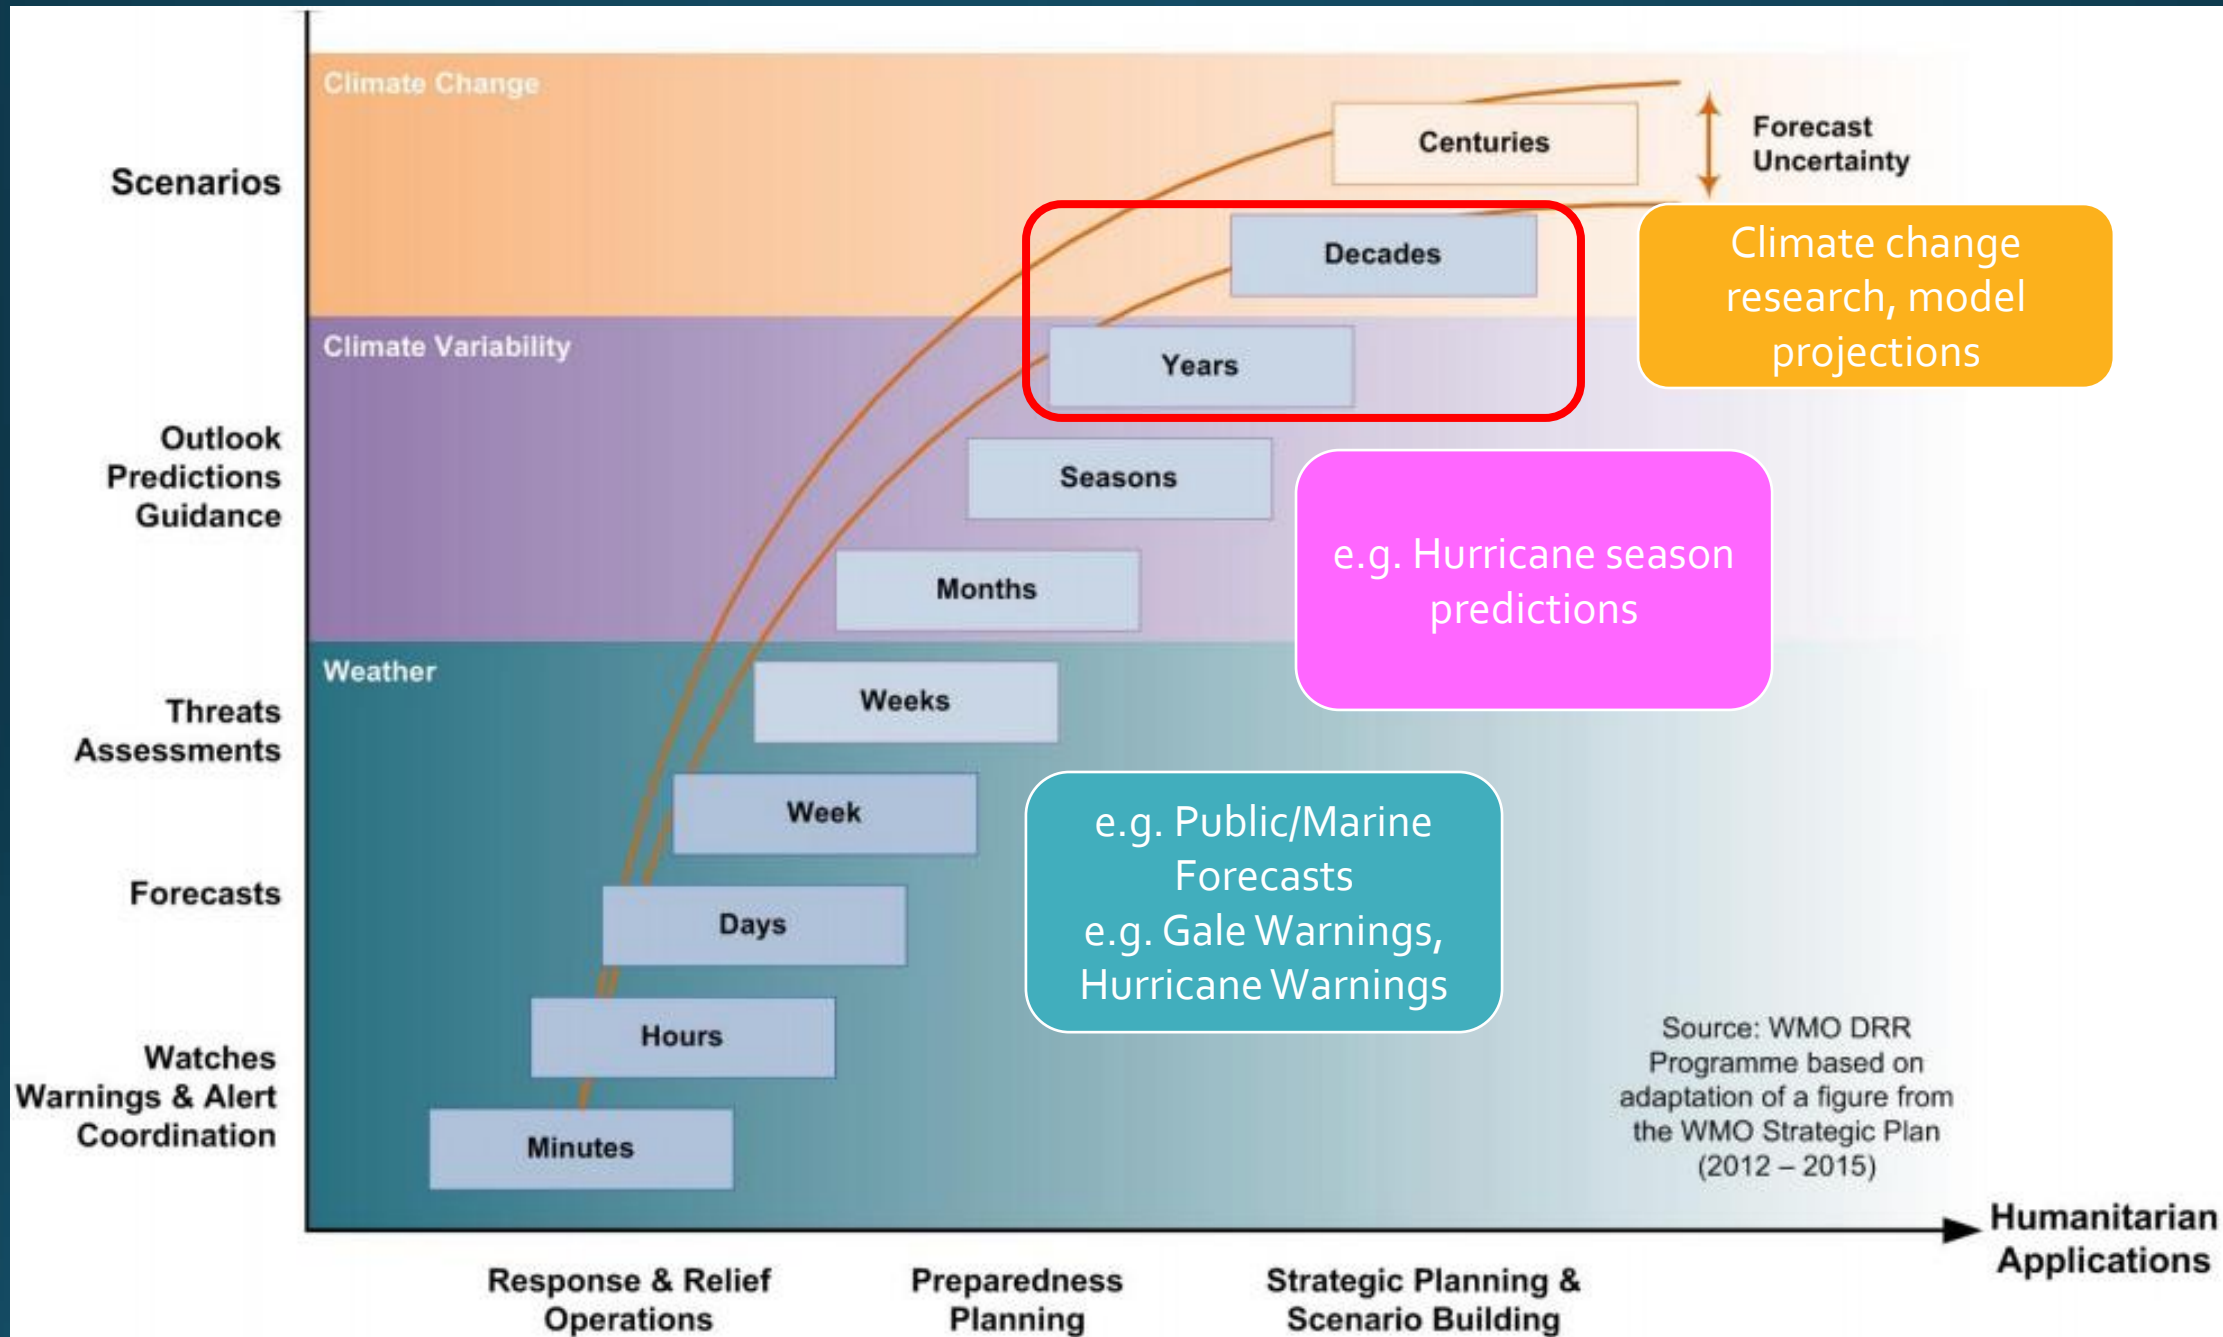 Climate Change
Centuries
Forecast
Uncertainty
Scenarios
Decades
Climate change
research, model
projections
Climate Variability
Years
Outlook
Predictions
Guidance
Seasons
e.g. Hurricane season
predictions
Months
Weather
Threats
Assessments
Weeks
Week
e.g. Public/Marine
Forecasts
e.g. Gale Warnings,
Hurricane Warnings
Forecasts
Days
Hours
Watches
Warnings & Alert
Coordination
Minutes
Source: WMO DRR
Programme based on
adaptation of a figure from
the WMO Strategic Plan
(2012 – 2015)
Humanitarian
Applications
Response & Relief
Operations
Preparedness
Planning
Strategic Planning &
Scenario Building